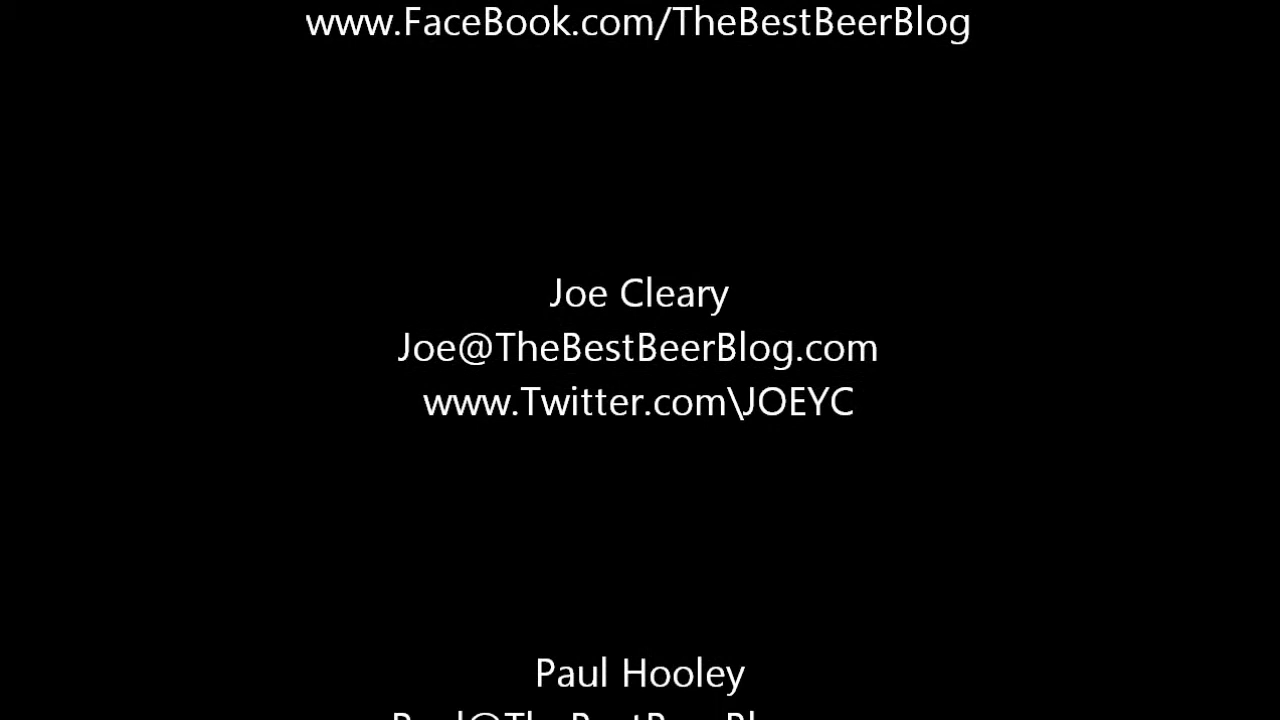 www.FaceBook.com/TheBestBeerBlog
Joe Cleary
Joe@TheBestBeerBlog.com
www.Twitter.com\JOEYC
Paul Hooley